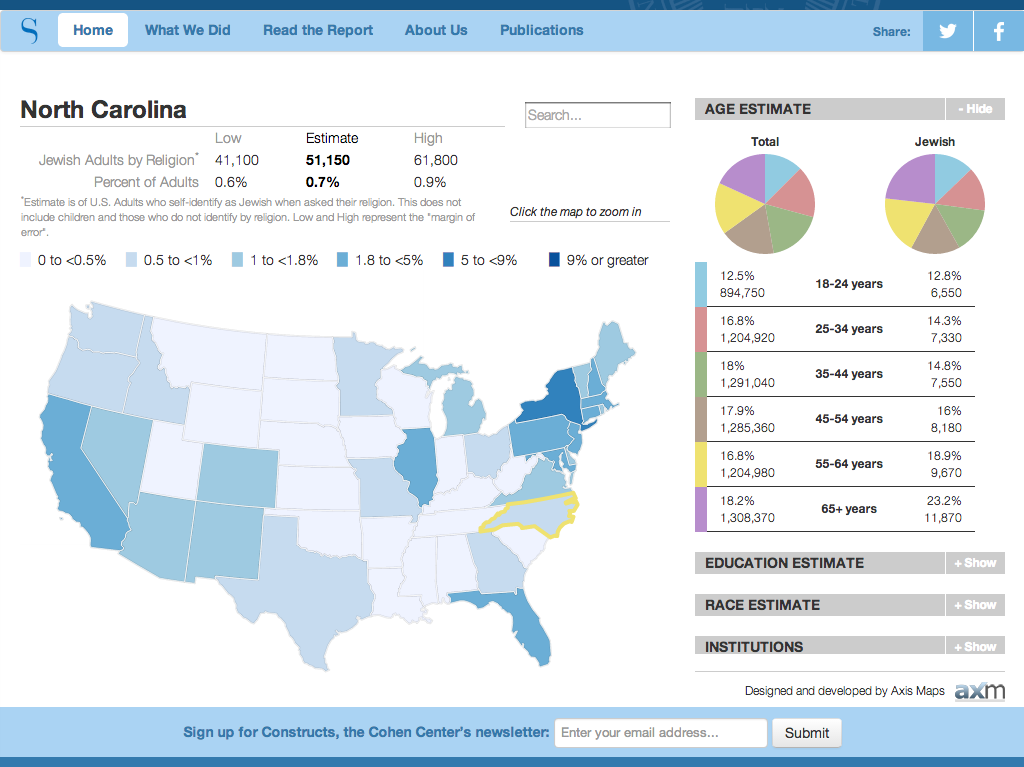 S
Home
What We Did
Read the Report
About Us
Publications
Share:
North Carolina
Search...
Low Estimate High
Jewish Adults by Religion* 41,100 51,150 61,800
Percent of Adults 0.6% 0.7% 0.9%
*Estimate is of U.S. Adults who self-identify as Jewish when asked their religion. This does not
include children and those who do not identify by religion. Low and High represent the "margin of
error".
Click the map to zoom in
0 to <0.5% 0.5 to <1% 1 to <1.8% 1.8 to <5% 5 to <9% 9% or greater
AGE ESTIMATE - Hide
Total Jewish
12.5% 12.8%
18-24 years
894,750 6,550
16.8% 14.3%
25-34 years
1,204,920 7,330
18% 14.8%
35-44 years
1,291,040 7,550
17.9% 16%
45-54 years
1,285,360 8,180
16.8% 18.9%
55-64 years
1,204,980 9,670
18.2% 23.2%
65+ years
1,308,370 11,870
EDUCATION ESTIMATE + Show
RACE ESTIMATE + Show
INSTITUTIONS + Show
Designed and developed by Axis Maps axm
Sign up for Constructs, the Cohen Center's newsletter: Enter your email address... Submit